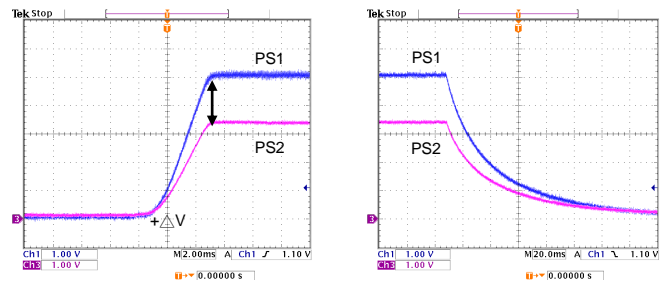 Tek Stop
T
T
PS1
PS2
+△V
3
Ch1 1.00 V M 2.00ms A Ch1 ∫ 1.10 V
Ch3 1.00 V
T→▼ 0.00000 s
Tek Stop
T
T
PS1
PS2
3
Ch1 1.00 V M 20.0ms A Ch1 \ 1.10 V
Ch3 1.00 V
T→▼ 0.00000 s